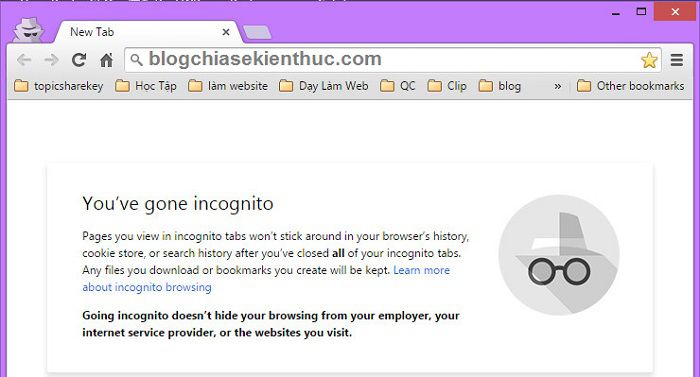 New Tab
blogchiasekienthuc.com
topicsharekey Học Tập làm website Dạy Làm Web QC Clip blog » Other bookmarks
You've gone incognito
Pages you view in incognito tabs won't stick around in your browser's history,
cookie store, or search history after you've closed all of your incognito tabs.
Any files you download or bookmarks you create will be kept. Learn more
about incognito browsing
Going incognito doesn't hide your browsing from your employer, your
internet service provider, or the websites you visit.